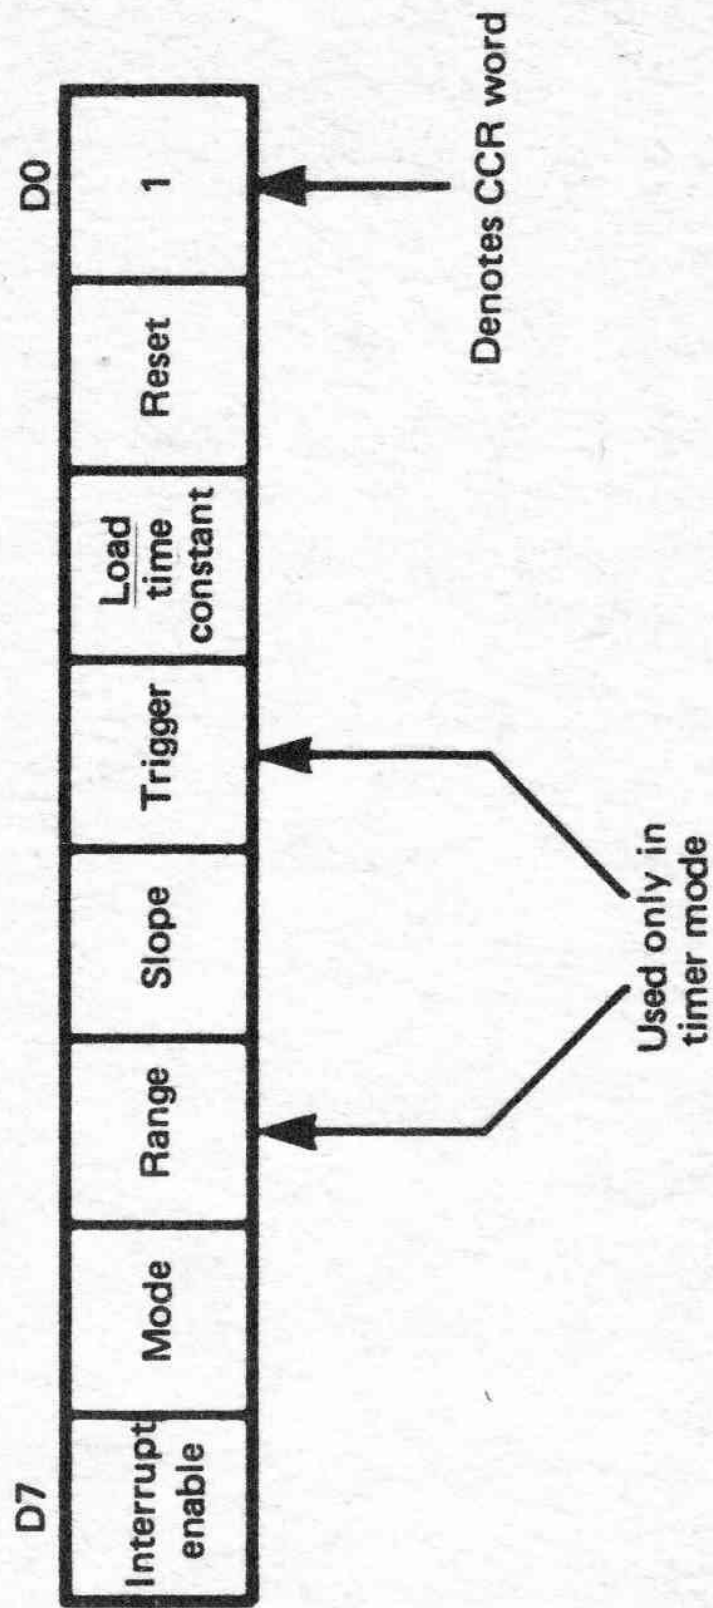 D7
D0
Interrupt
enable
Mode
Range
Slope
Trigger
Load
time
constant
Reset
1
Used only in
timer mode
Denotes CCR word